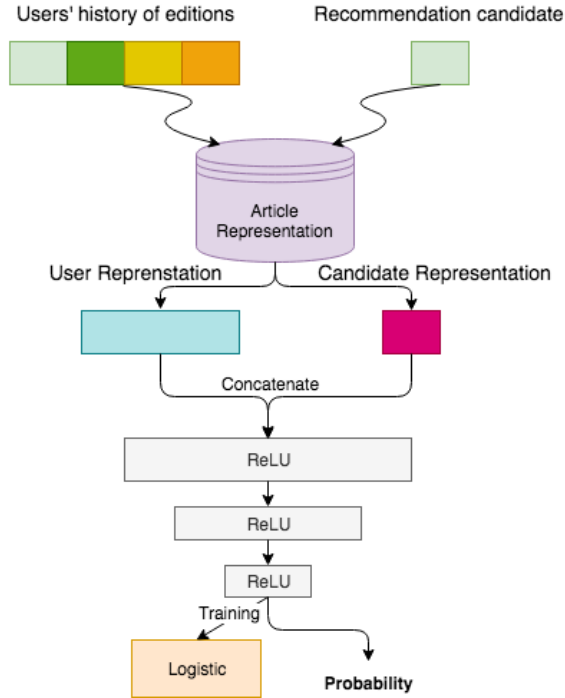 Users' history of editions
Recommendation candidate
Article
Representation
User Reprenstation
Candidate Representation
Concatenate
ReLU
ReLU
ReLU
Training
Logistic
Probability